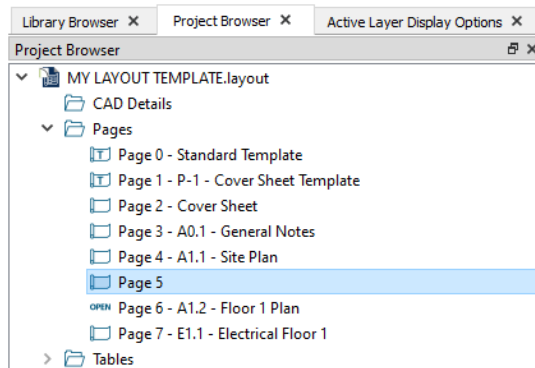 Library Browser Project Browser Active Layer Display Options
Project Browser
MY LAYOUT TEMPLATE.layout
CAD Details
Pages
Page 0 - Standard Template
Page 1 - P-1 - Cover Sheet Template
Page 2 - Cover Sheet
Page 3 - A0.1 - General Notes
Page 4 - A1.1 - Site Plan
Page 5
OPEN Page 6 - A1.2 - Floor 1 Plan
Page 7 - E1.1 - Electrical Floor 1
Tables